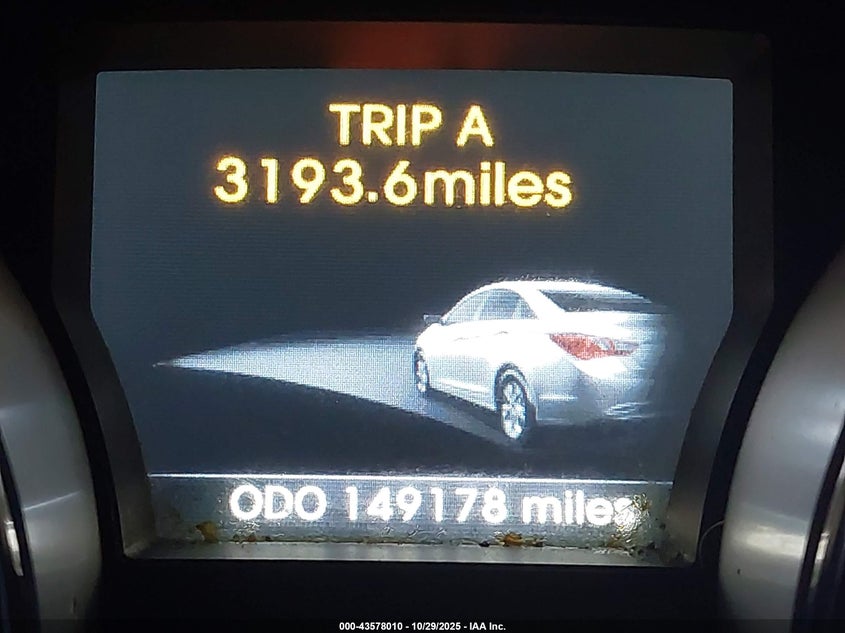 TRIP A
3193.6miles
ODO 149178 miles
000-43578010 - 10/29/2025 - IAA Inc.